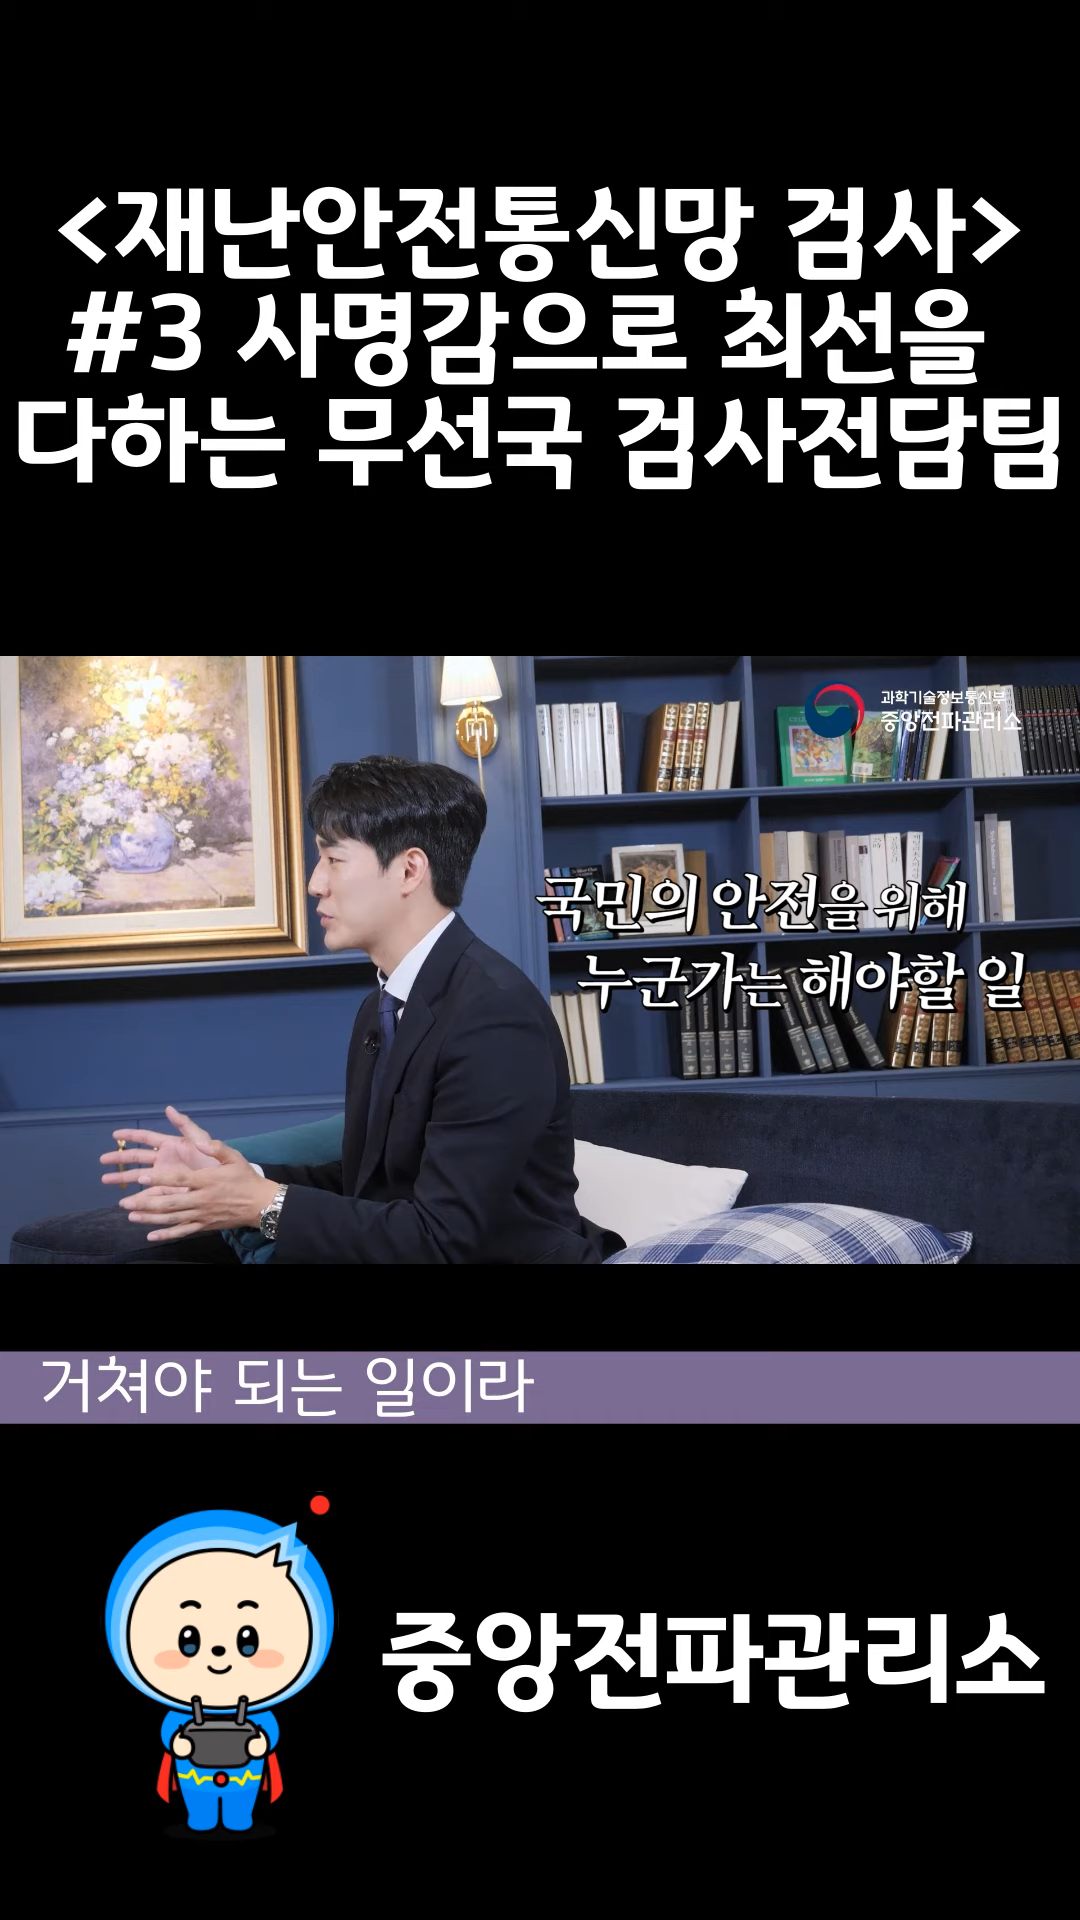 <재난안전통신망 검사>
#3 사명감으로 최선을
다하는 무선국 검사전담팀
과학기술정보통신부
중앙전파관리소
국민의 안전을 위해
누군가는 해야할 일
거쳐야 되는 일이라
중앙전파관리소